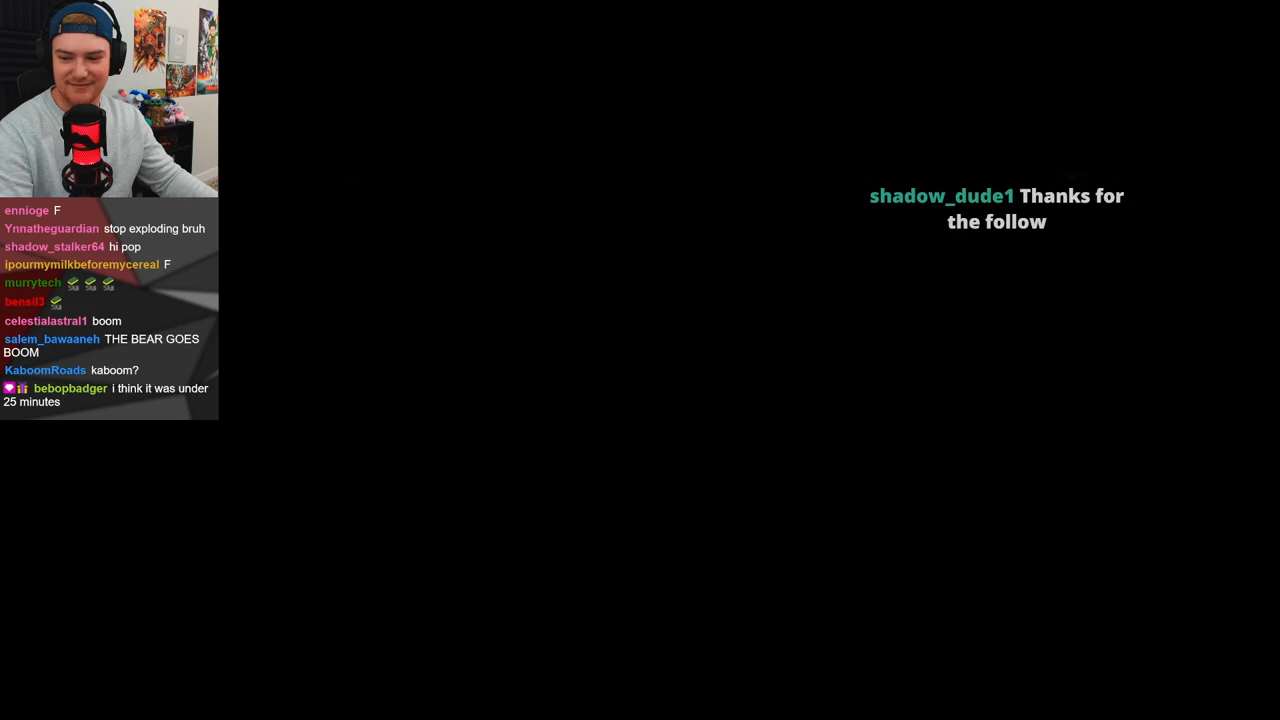 ennioge F
Ynnatheguardian stop exploding bruh
shadow_stalker64 hi pop
ipourmymilkbeforemycereal F
murrytech
bensil3
celestialastral1 boom
salem_bawaaneh THE BEAR GOES
BOOM
KaboomRoads kaboom?
bebopbadger i think it was under
25 minutes
shadow_dude1 Thanks for
the follow